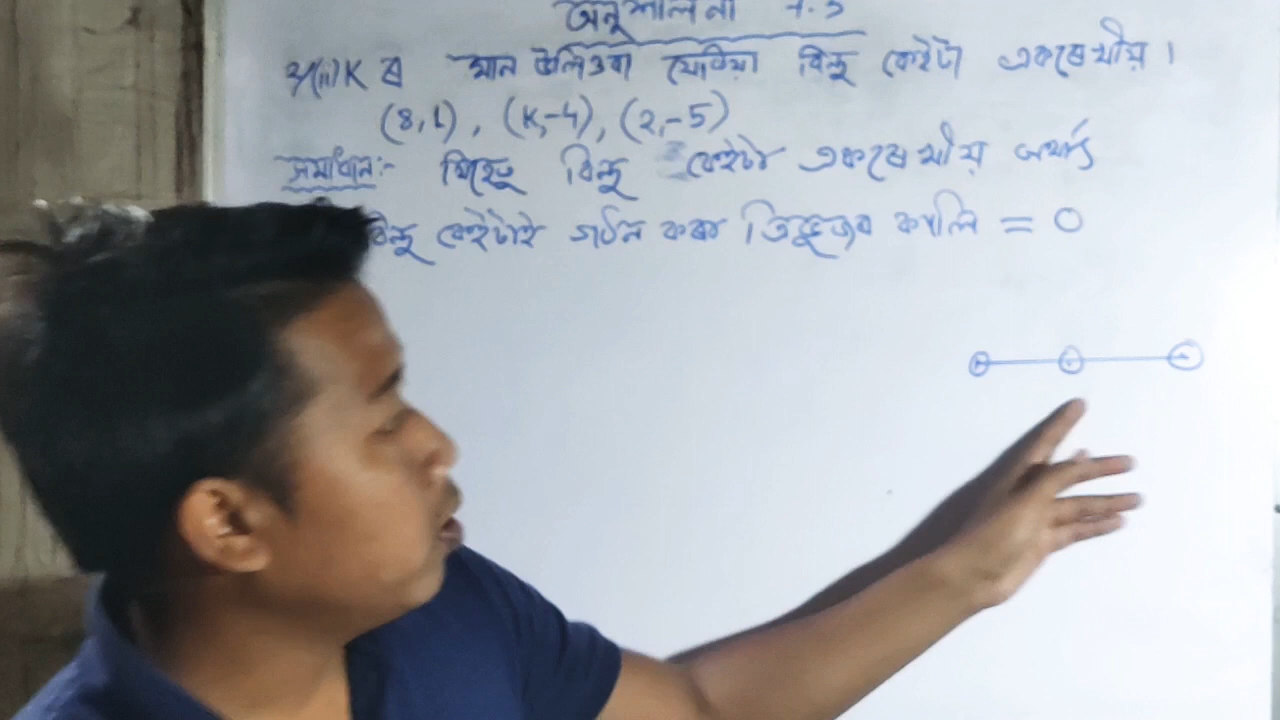 অনুশীলনী 7.3
2(ii) K ৰ মান উলিওৱা যেতিয়া বিন্দু কেইটা একৰেখীয়।
(8,1), (K,-4), (2,-5)
সমাধান:- যিহেতু বিন্দু কেইটা একৰেখীয় অৰ্থাৎ
বিন্দু কেইটাই গঠন কৰা ত্ৰিভুজৰ কালি = 0